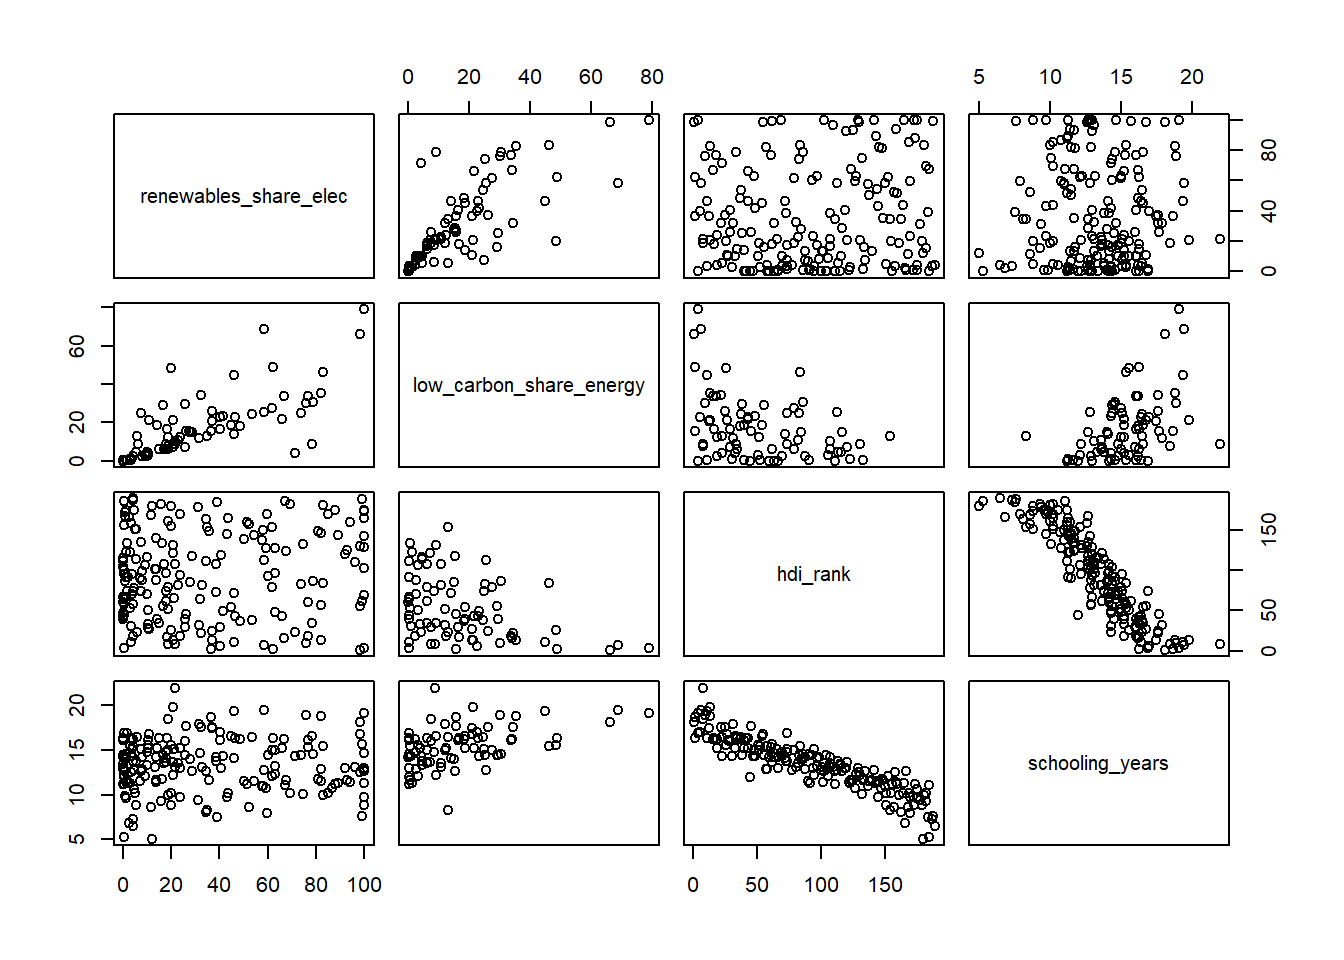 0 20 40 60 80 5 10 15 20
renewables_share_elec
0 40 80
0 20 60
low_carbon_share_energy
hdi_rank
0 50 150
5 10 15 20
schooling_years
0 20 40 60 80 100 0 50 100 150